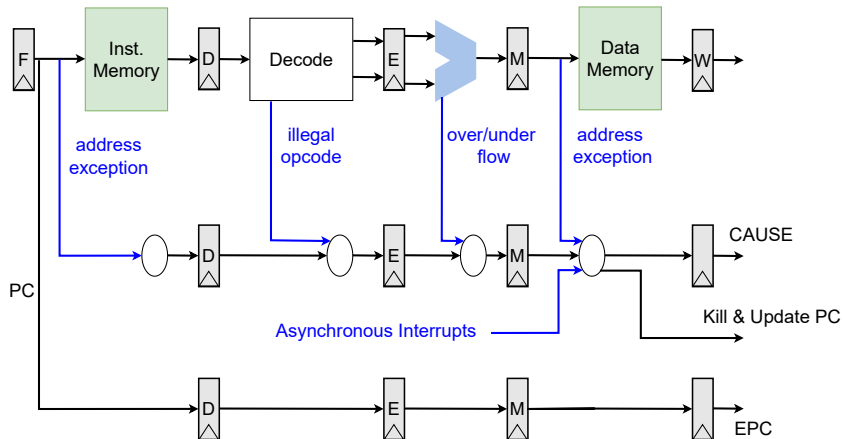 F
Inst.
Memory
D
Decode
E
M
Data
Memory
W
address
exception
illegal
opcode
over/under
flow
address
exception
D
E
M
CAUSE
PC
Asynchronous Interrupts
Kill & Update PC
D
E
M
EPC